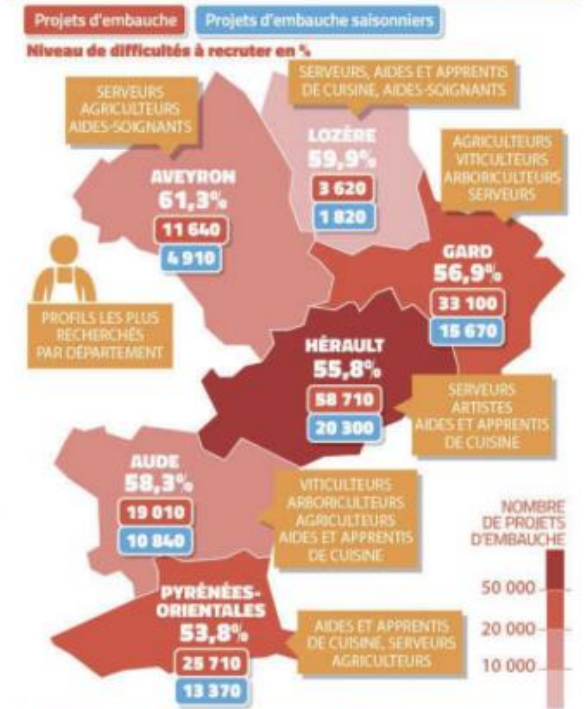 Projets d'embauche
Projets d'embauche saisonniers
Niveau de difficultés à recruter en %
SERVEURS
AGRICULTEURS
AIDES-SOIGNANTS
SERVEURS, AIDES ET APPRENTIS
DE CUISINE, AIDES-SOIGNANTS
AGRICULTEURS
VITICULTEURS
ARBORICULTEURS
SERVEURS
LOZÈRE
59,9%
3 620
1 820
AVEYRON
61,3%
11 640
4 910
GARD
56,9%
33 100
15 670
PROFILS LES PLUS
RECHERCHÉS
PAR DÉPARTEMENT
HÉRAULT
55,8%
58 710
20 300
SERVEURS
ARTISTES
AIDES ET APPRENTIS
DE CUISINE
AUDE
58,3%
19 010
10 840
VITICULTEURS
ARBORICULTEURS
AGRICULTEURS
AIDES ET APPRENTIS
DE CUISINE
NOMBRE
DE PROJETS
D'EMBAUCHE
50 000
20 000
10 000
PYRÉNÉES-
ORIENTALES
53,8%
25 710
13 370
AIDES ET APPRENTIS
DE CUISINE, SERVEURS
AGRICULTEURS